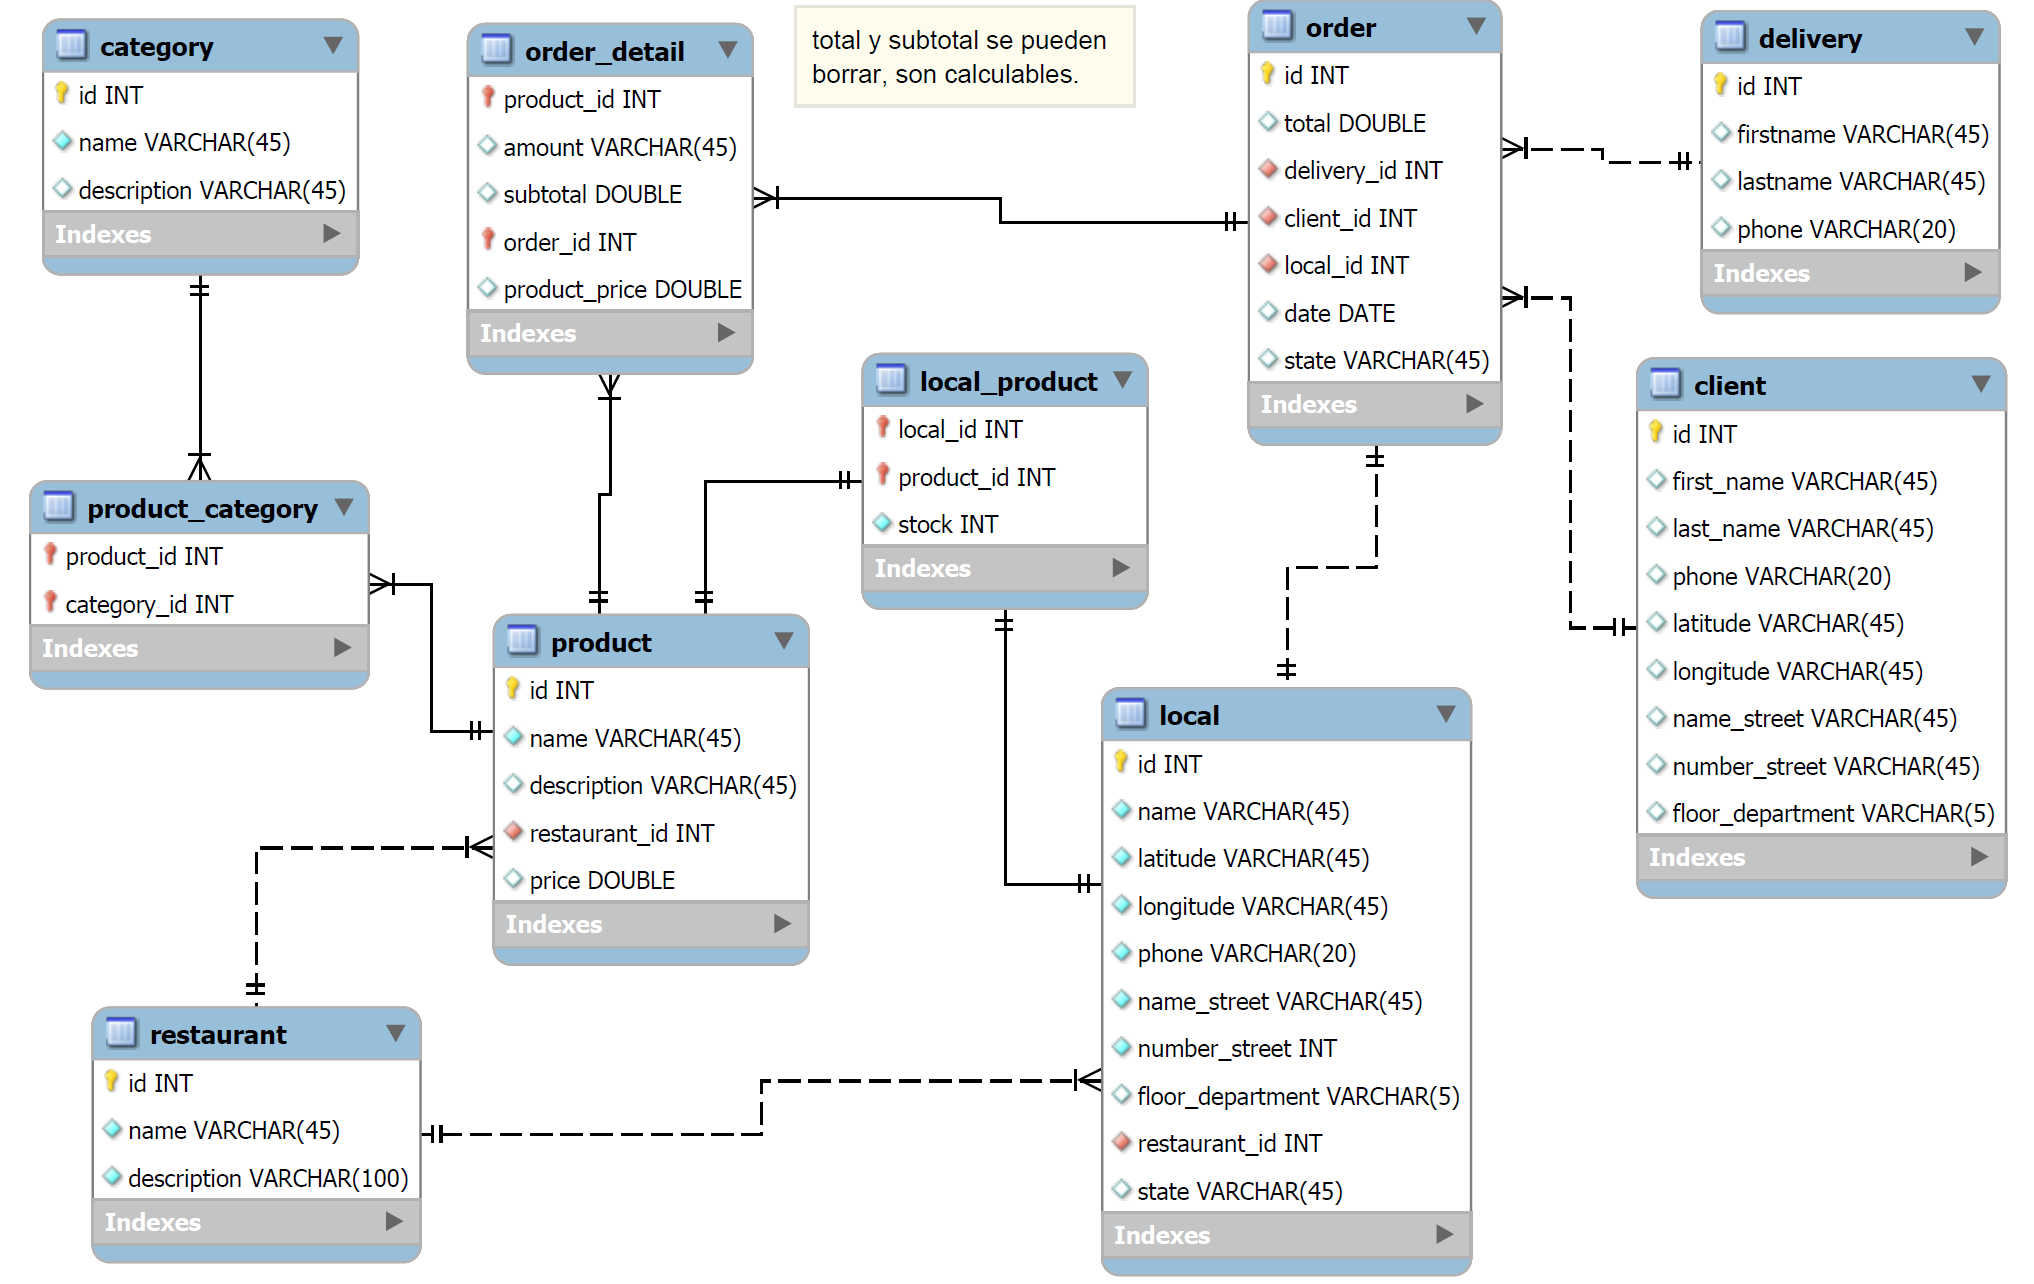 category
id INT
name VARCHAR(45)
description VARCHAR(45)
Indexes
order_detail
product_id INT
amount VARCHAR(45)
subtotal DOUBLE
order_id INT
product_price DOUBLE
Indexes
total y subtotal se pueden
borrar, son calculables.
order
id INT
total DOUBLE
delivery_id INT
client_id INT
local_id INT
date DATE
state VARCHAR(45)
Indexes
delivery
id INT
firstname VARCHAR(45)
lastname VARCHAR(45)
phone VARCHAR(20)
Indexes
local_product
local_id INT
product_id INT
stock INT
Indexes
client
id INT
first_name VARCHAR(45)
last_name VARCHAR(45)
phone VARCHAR(20)
latitude VARCHAR(45)
longitude VARCHAR(45)
name_street VARCHAR(45)
number_street VARCHAR(45)
floor_department VARCHAR(5)
Indexes
product_category
product_id INT
category_id INT
Indexes
product
id INT
name VARCHAR(45)
description VARCHAR(45)
restaurant_id INT
price DOUBLE
Indexes
local
id INT
name VARCHAR(45)
latitude VARCHAR(45)
longitude VARCHAR(45)
phone VARCHAR(20)
name_street VARCHAR(45)
number_street INT
floor_department VARCHAR(5)
restaurant_id INT
state VARCHAR(45)
Indexes
restaurant
id INT
name VARCHAR(45)
description VARCHAR(100)
Indexes